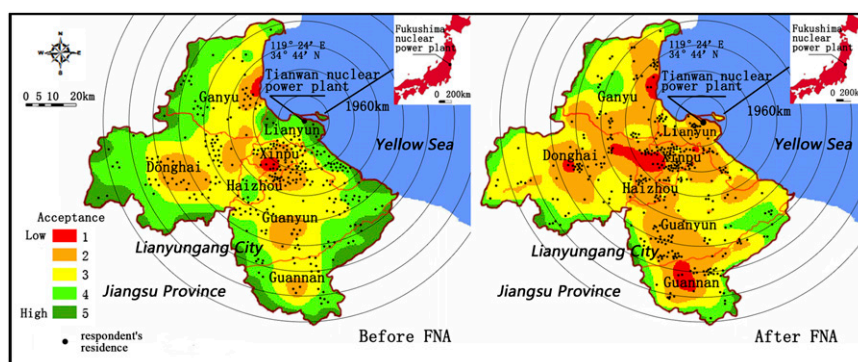 N
W
E
S
0 5 10 20km
119° 24′ E
34° 44′ N
Tianwan nuclear
power plant
Fukushima
nuclear
power plant
0 200km
1960km
Ganyu
Lianyun
Yellow Sea
Donghai
Xinpu
Haizhou
Guanyun
Lianyungang City
Guannan
Jiangsu Province
Acceptance
Low
1
2
3
4
High
5
respondent's
residence
Before FNA
119° 24′ E
34° 44′ N
Tianwan nuclear
power plant
Fukushima
nuclear
power plant
0 200km
1960km
Ganyu
Lianyun
Yellow Sea
Donghai
Xinpu
Haizhou
Guanyun
Lianyungang City
Guannan
Jiangsu Province
After FNA